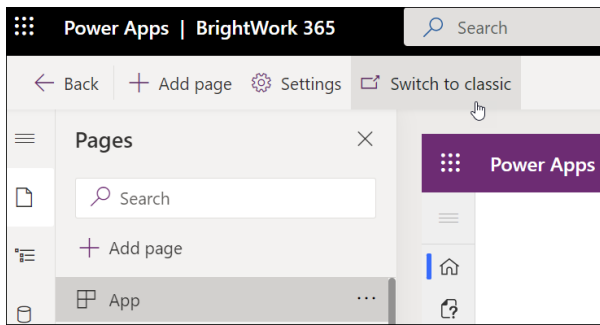 Power Apps | BrightWork 365
Search
Back
Add page
Settings
Switch to classic
Pages
Search
Add page
App
Power Apps